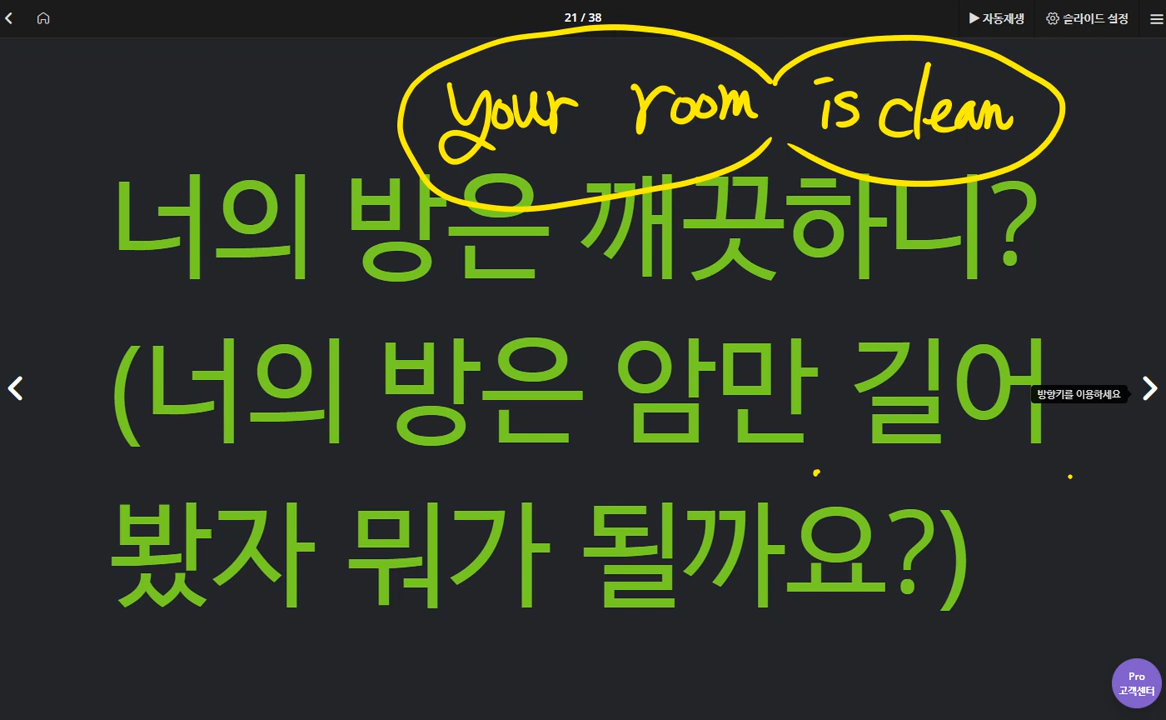 21 / 38
▶ 자동재생
슬라이드 설정
your room is clean
너의 방은 깨끗하니?
(너의 방은 암만 길어
방향키를 이용하세요
봤자 뭐가 될까요?)
Pro
고객센터